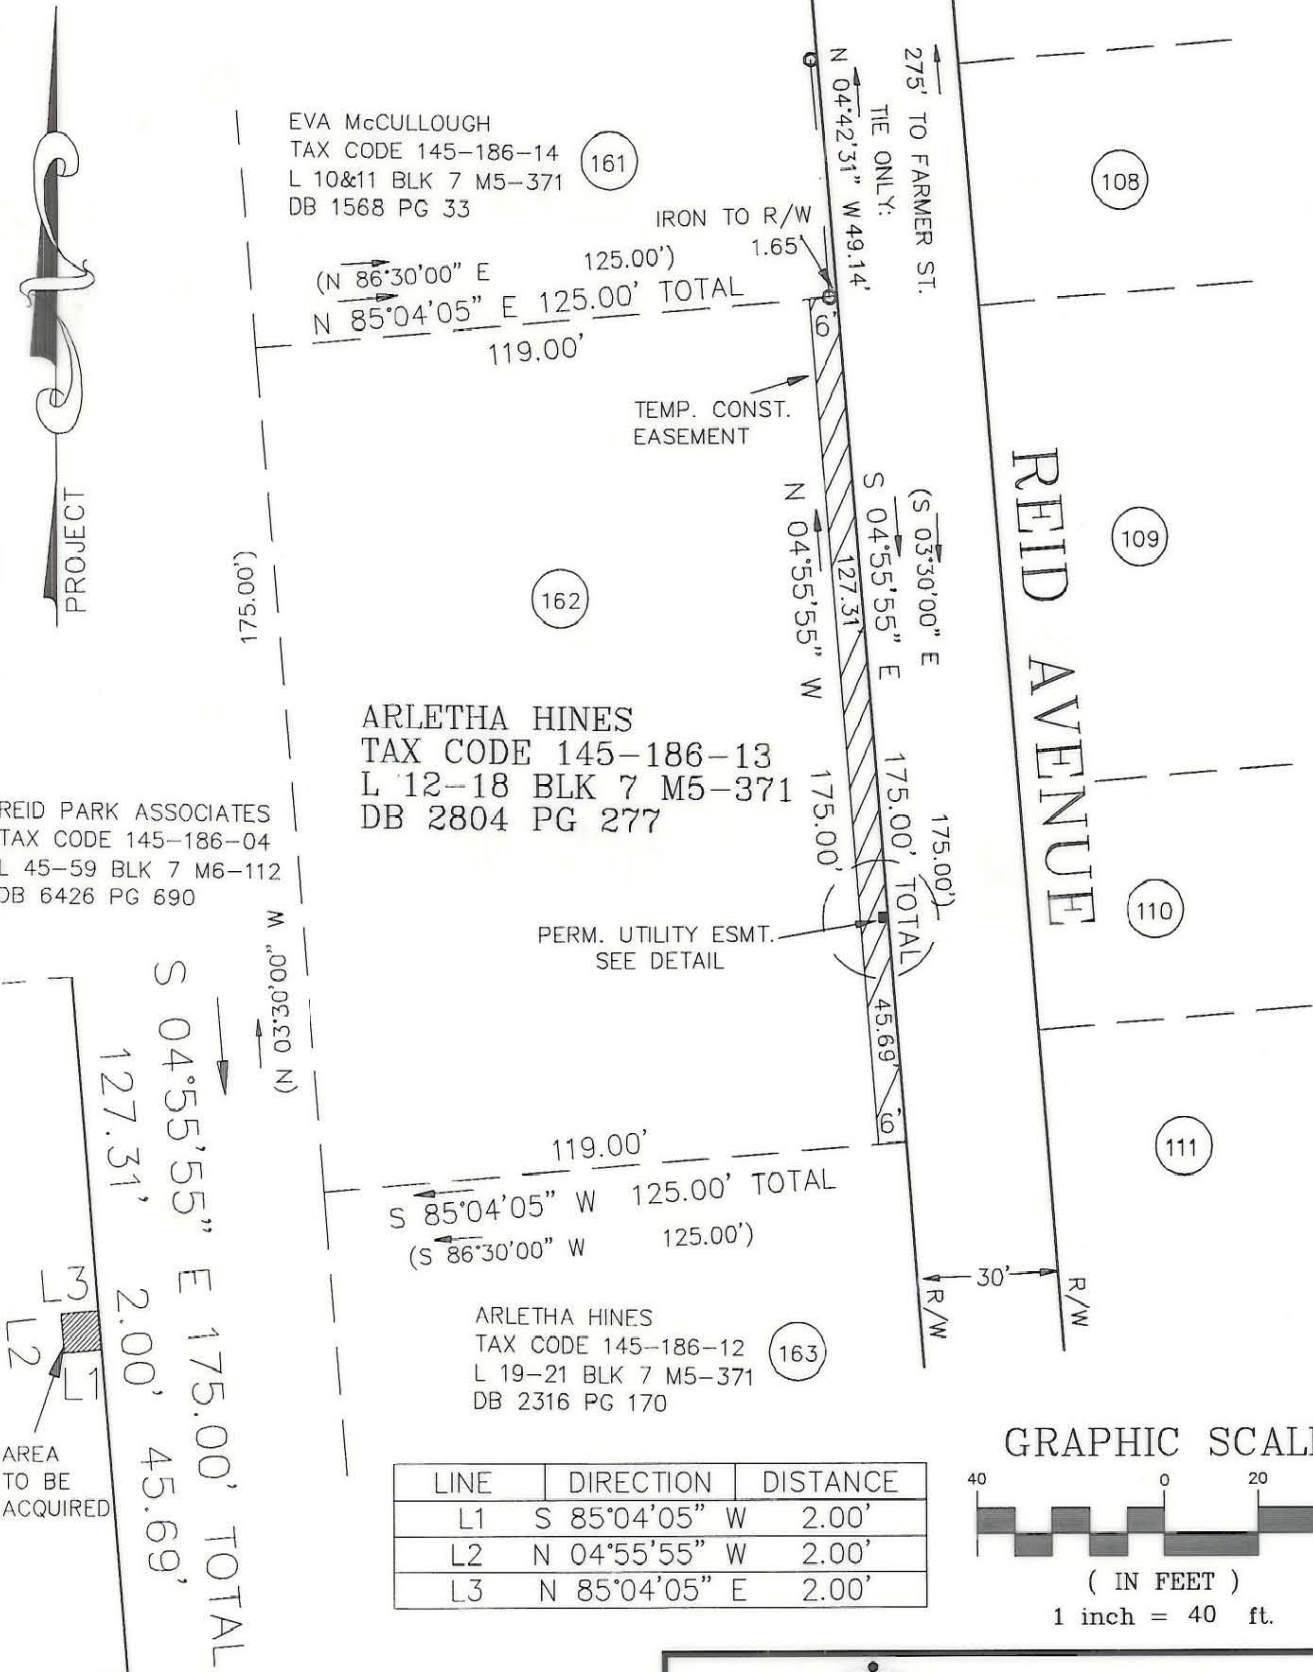 EVA McCULLOUGH
TAX CODE 145-186-14
L 10&11 BLK 7 M5-371
DB 1568 PG 33
161
IRON TO R/W
1.65'
N 04°42'31" W 49.14'
TIE ONLY:
275' TO FARMER ST.
108
(N 86°30'00" E 125.00')
N 85°04'05" E 125.00' TOTAL
119.00'
6'
TEMP. CONST.
EASEMENT
PROJECT
175.00')
(N 03°30'00" W
162
N 04°55'55" W 175.00'
127.31'
S 04°55'55" E 175.00' TOTAL
(S 03°30'00" E 175.00')
REID AVENUE
109
ARLETHA HINES
TAX CODE 145-186-13
L 12-18 BLK 7 M5-371
DB 2804 PG 277
REID PARK ASSOCIATES
TAX CODE 145-186-04
L 45-59 BLK 7 M6-112
DB 6426 PG 690
PERM. UTILITY ESMT.
SEE DETAIL
110
45.69'
6'
111
119.00'
S 85°04'05" W 125.00' TOTAL
(S 86°30'00" W 125.00')
30'
R/W
R/W
S 04°55'55" E 175.00' TOTAL
127.31' 2.00' 45.69'
L3
L2
L1
AREA
TO BE
ACQUIRED
ARLETHA HINES
TAX CODE 145-186-12
L 19-21 BLK 7 M5-371
DB 2316 PG 170
163
LINE DIRECTION DISTANCE
L1 S 85°04'05" W 2.00'
L2 N 04°55'55" W 2.00'
L3 N 85°04'05" E 2.00'
GRAPHIC SCAL
40 0 20
( IN FEET )
1 inch = 40 ft.